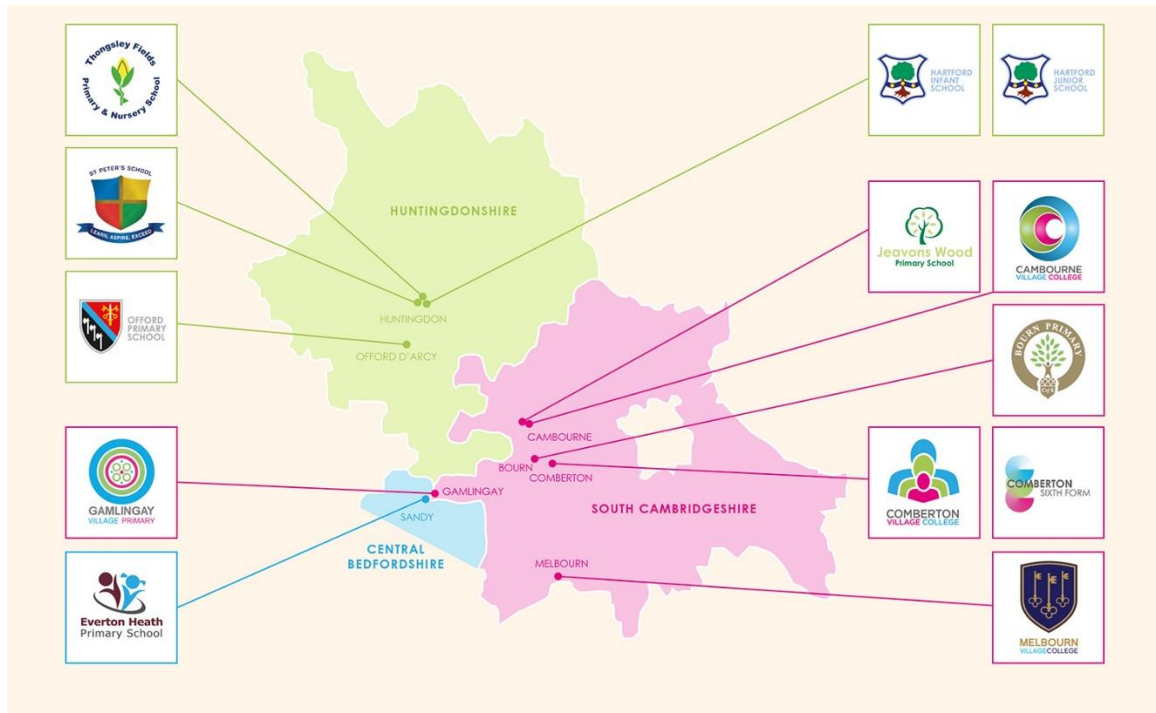 Thongsley Fields
Primary & Nursery School
ST PETER'S SCHOOL
LEARN, ASPIRE, EXCEED
OFFORD
PRIMARY
SCHOOL
GAMLINGAY
VILLAGE PRIMARY
Everton Heath
Primary School
HUNTINGDONSHIRE
HUNTINGDON
OFFORD D'ARCY
CAMBOURNE
BOURN
COMBERTON
GAMLINGAY
SANDY
SOUTH CAMBRIDGESHIRE
CENTRAL
BEDFORDSHIRE
MELBOURN
HARTFORD
INFANT
SCHOOL
HARTFORD
JUNIOR
SCHOOL
Jeavons Wood
Primary School
CAMBOURNE
VILLAGE COLLEGE
BOURN PRIMARY
COMBERTON
VILLAGE COLLEGE
COMBERTON
SIXTH FORM
MELBOURN
VILLAGECOLLEGE